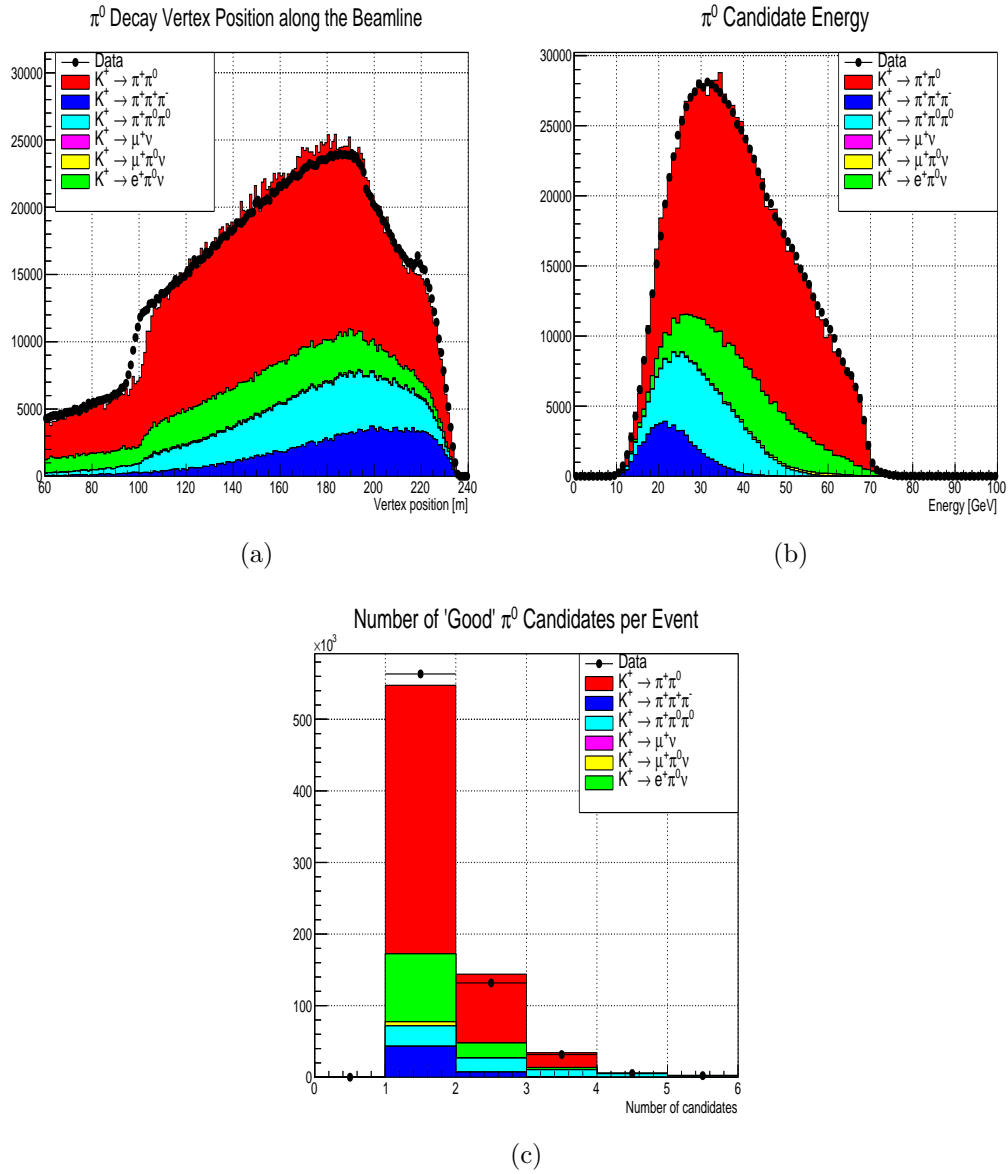 π⁰ Decay Vertex Position along the Beamline
30000
25000
20000
15000
10000
5000
0
60 80 100 120 140 160 180 200 220 240
Vertex position [m]
Data
K⁺ → π⁺π⁰
K⁺ → π⁺π⁺π⁻
K⁺ → π⁺π⁰π⁰
K⁺ → μ⁺ν
K⁺ → μ⁺π⁰ν
K⁺ → e⁺π⁰ν
(a)
π⁰ Candidate Energy
30000
25000
20000
15000
10000
5000
0
0 10 20 30 40 50 60 70 80 90 100
Energy [GeV]
Data
K⁺ → π⁺π⁰
K⁺ → π⁺π⁺π⁻
K⁺ → π⁺π⁰π⁰
K⁺ → μ⁺ν
K⁺ → μ⁺π⁰ν
K⁺ → e⁺π⁰ν
(b)
Number of 'Good' π⁰ Candidates per Event
×10³
500
400
300
200
100
0
0 1 2 3 4 5 6
Number of candidates
Data
K⁺ → π⁺π⁰
K⁺ → π⁺π⁺π⁻
K⁺ → π⁺π⁰π⁰
K⁺ → μ⁺ν
K⁺ → μ⁺π⁰ν
K⁺ → e⁺π⁰ν
(c)